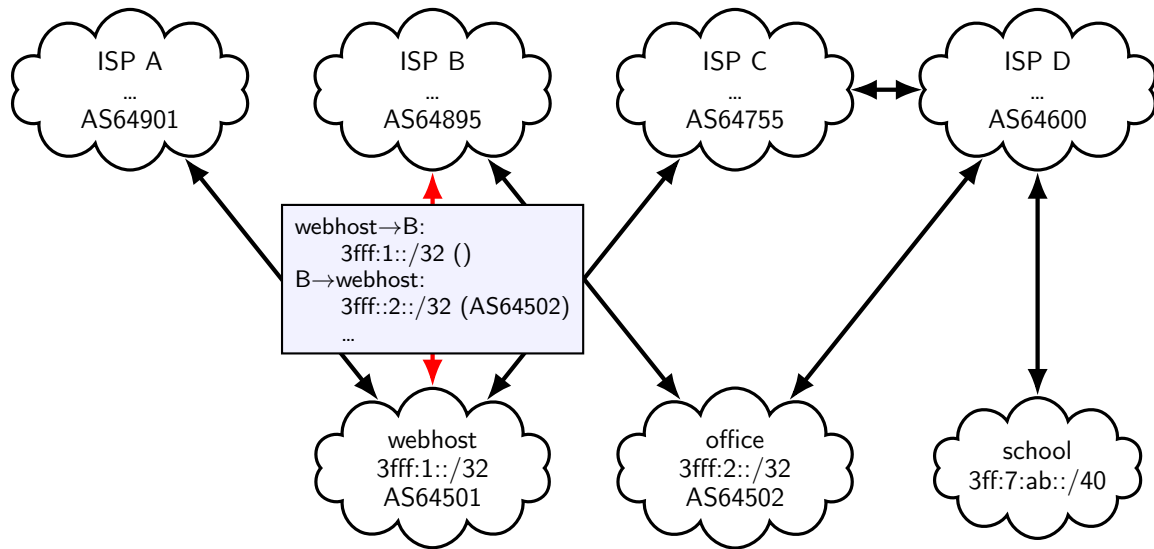 ISP A
...
AS64901
ISP B
...
AS64895
ISP C
...
AS64755
ISP D
...
AS64600
webhost→B:
3fff:1::/32 ()
B→webhost:
3fff::2::/32 (AS64502)
...
webhost
3fff:1::/32
AS64501
office
3fff:2::/32
AS64502
school
3ff:7:ab::/40